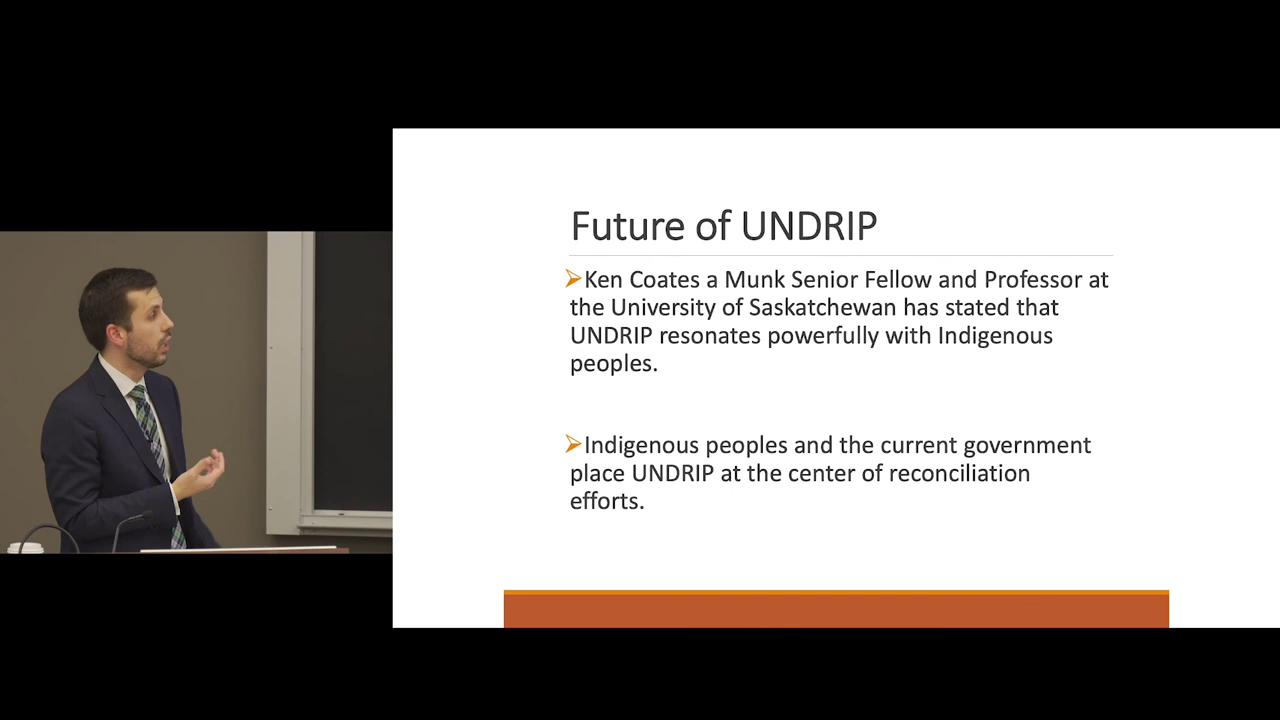 Future of UNDRIP
➢Ken Coates a Munk Senior Fellow and Professor at
the University of Saskatchewan has stated that
UNDRIP resonates powerfully with Indigenous
peoples.
➢Indigenous peoples and the current government
place UNDRIP at the center of reconciliation
efforts.